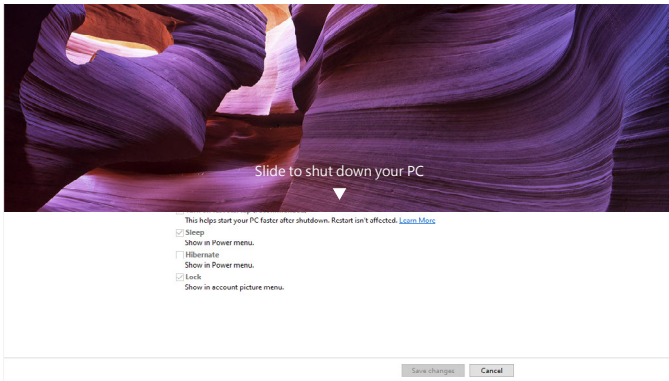 Slide to shut down your PC
This helps start your PC faster after shutdown. Restart isn't affected. Learn More
Sleep
Show in Power menu.
Hibernate
Show in Power menu.
Lock
Show in account picture menu.
Save changes Cancel